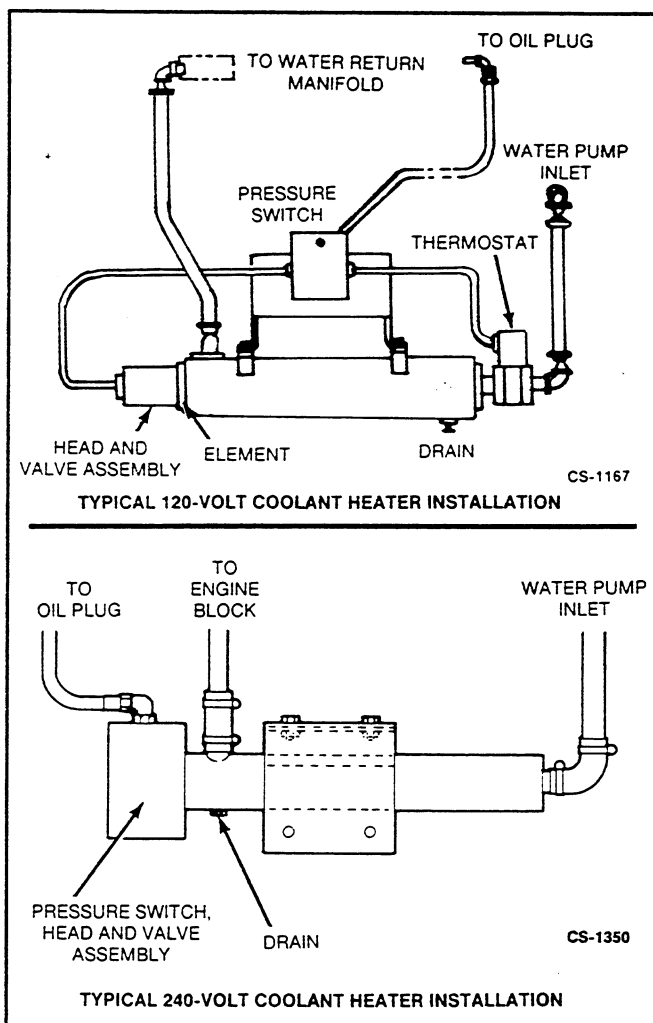 TO WATER RETURN
MANIFOLD
TO OIL PLUG
WATER PUMP
INLET
PRESSURE
SWITCH
THERMOSTAT
HEAD AND
VALVE ASSEMBLY
ELEMENT
DRAIN
CS-1167
TYPICAL 120-VOLT COOLANT HEATER INSTALLATION
TO
OIL PLUG
TO
ENGINE
BLOCK
WATER PUMP
INLET
PRESSURE SWITCH,
HEAD AND VALVE
ASSEMBLY
DRAIN
CS-1350
TYPICAL 240-VOLT COOLANT HEATER INSTALLATION